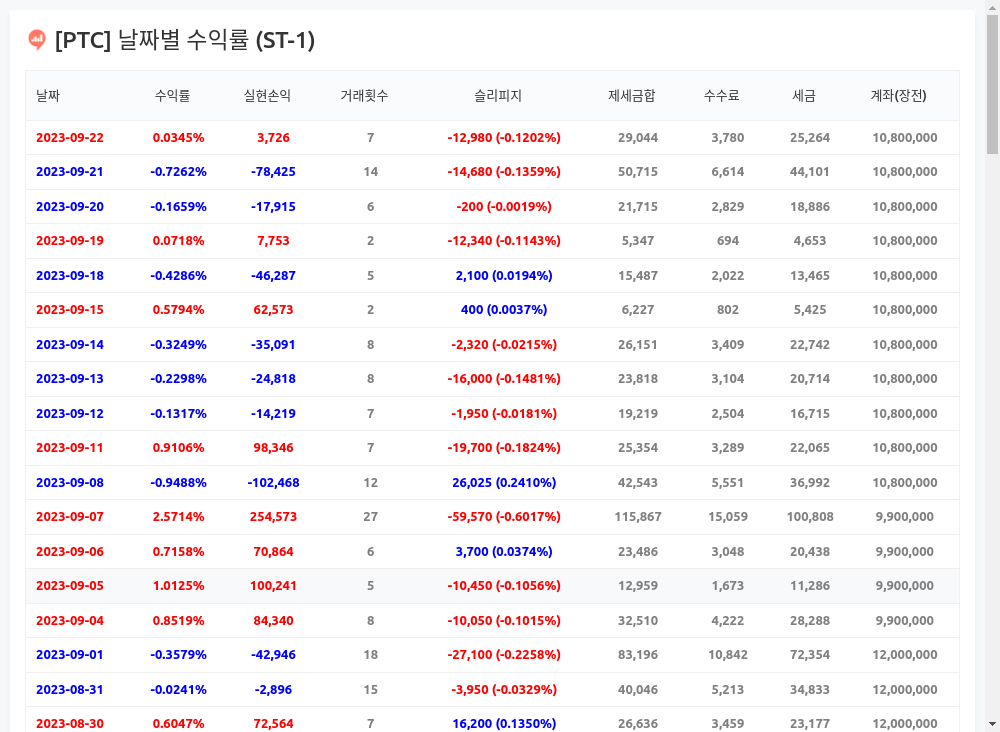 [PTC] 날짜별 수익률 (ST-1)
날짜 수익률 실현손익 거래횟수 슬리피지 제세금합 수수료 세금 계좌(장전)
2023-09-22 0.0345% 3,726 7 -12,980 (-0.1202%) 29,044 3,780 25,264 10,800,000
2023-09-21 -0.7262% -78,425 14 -14,680 (-0.1359%) 50,715 6,614 44,101 10,800,000
2023-09-20 -0.1659% -17,915 6 -200 (-0.0019%) 21,715 2,829 18,886 10,800,000
2023-09-19 0.0718% 7,753 2 -12,340 (-0.1143%) 5,347 694 4,653 10,800,000
2023-09-18 -0.4286% -46,287 5 2,100 (0.0194%) 15,487 2,022 13,465 10,800,000
2023-09-15 0.5794% 62,573 2 400 (0.0037%) 6,227 802 5,425 10,800,000
2023-09-14 -0.3249% -35,091 8 -2,320 (-0.0215%) 26,151 3,409 22,742 10,800,000
2023-09-13 -0.2298% -24,818 8 -16,000 (-0.1481%) 23,818 3,104 20,714 10,800,000
2023-09-12 -0.1317% -14,219 7 -1,950 (-0.0181%) 19,219 2,504 16,715 10,800,000
2023-09-11 0.9106% 98,346 7 -19,700 (-0.1824%) 25,354 3,289 22,065 10,800,000
2023-09-08 -0.9488% -102,468 12 26,025 (0.2410%) 42,543 5,551 36,992 10,800,000
2023-09-07 2.5714% 254,573 27 -59,570 (-0.6017%) 115,867 15,059 100,808 9,900,000
2023-09-06 0.7158% 70,864 6 3,700 (0.0374%) 23,486 3,048 20,438 9,900,000
2023-09-05 1.0125% 100,241 5 -10,450 (-0.1056%) 12,959 1,673 11,286 9,900,000
2023-09-04 0.8519% 84,340 8 -10,050 (-0.1015%) 32,510 4,222 28,288 9,900,000
2023-09-01 -0.3579% -42,946 18 -27,100 (-0.2258%) 83,196 10,842 72,354 12,000,000
2023-08-31 -0.0241% -2,896 15 -3,950 (-0.0329%) 40,046 5,213 34,833 12,000,000
2023-08-30 0.6047% 72,564 7 16,200 (0.1350%) 26,636 3,459 23,177 12,000,000